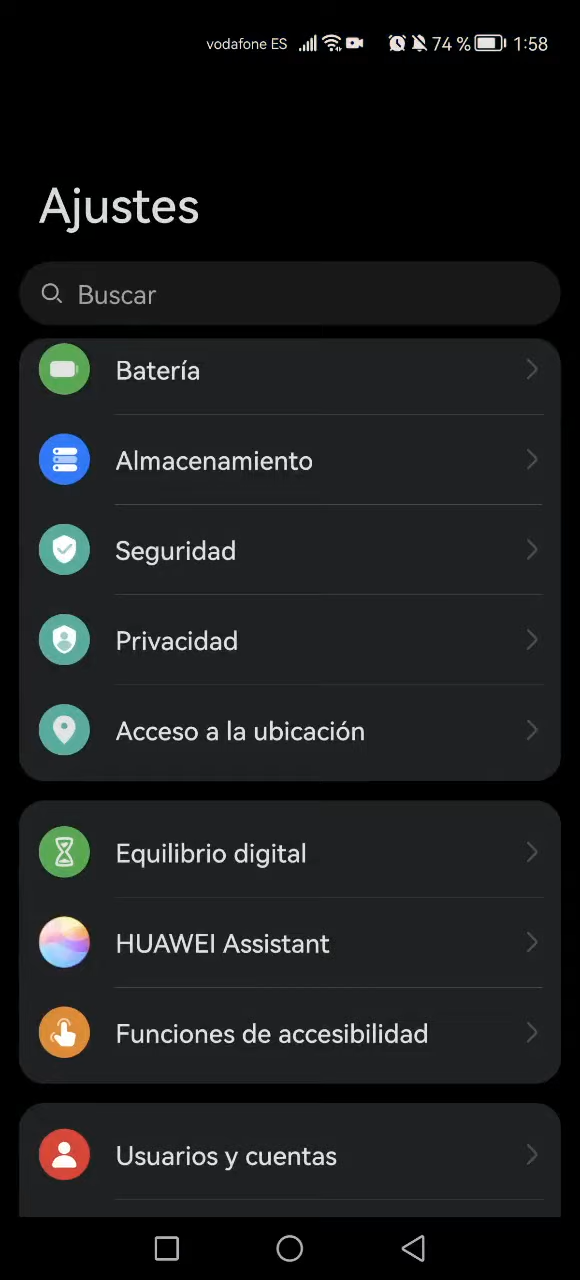 vodafone ES 74 % 1:58
Ajustes
Buscar
Batería
Almacenamiento
Seguridad
Privacidad
Acceso a la ubicación
Equilibrio digital
HUAWEI Assistant
Funciones de accesibilidad
Usuarios y cuentas